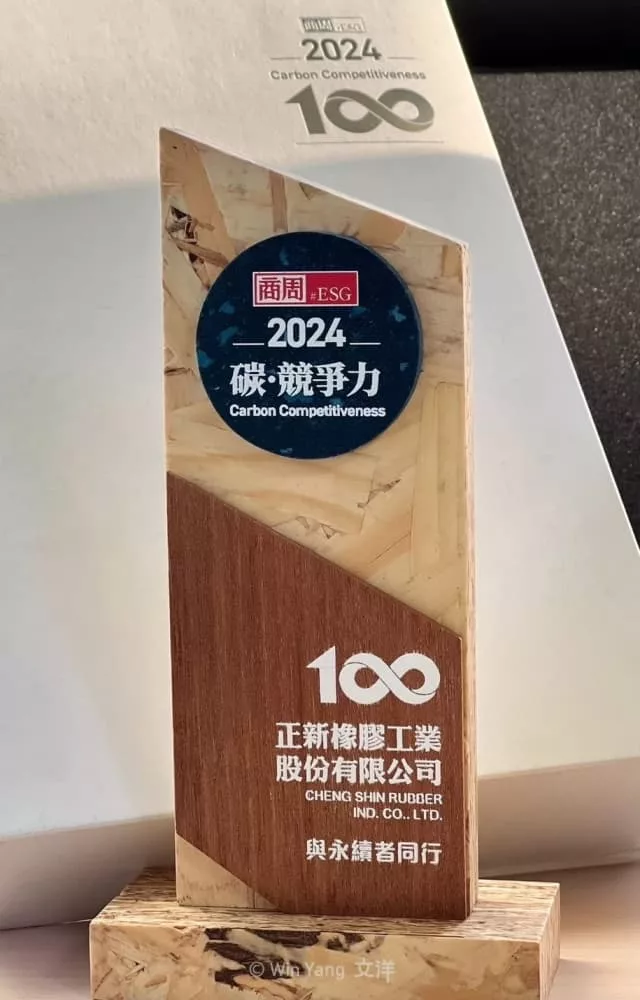 商周 #ESG
2024
Carbon Competitiveness
100
商周 #ESG
2024
碳·競爭力
Carbon Competitiveness
100
正新橡膠工業
股份有限公司
CHENG SHIN RUBBER
IND. CO., LTD.
與永續者同行
© Win Yang 文洋